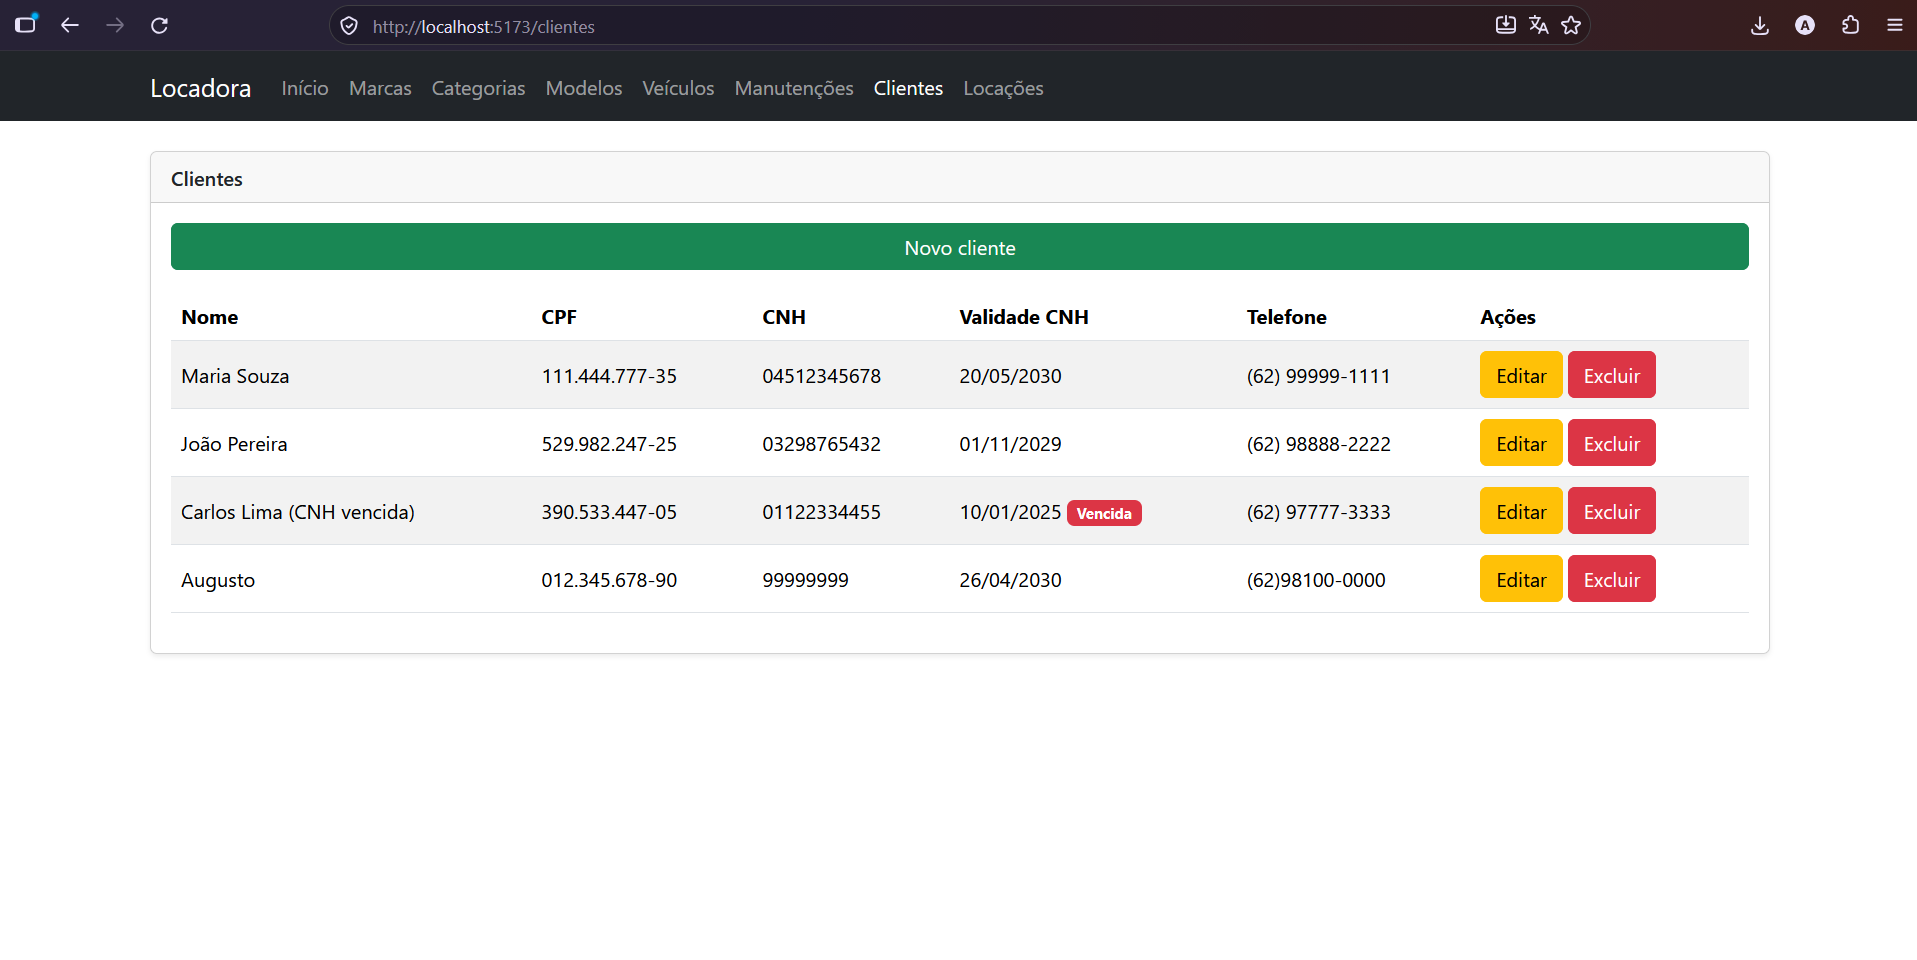 http://localhost:5173/clientes
A
Locadora Início Marcas Categorias Modelos Veículos Manutenções Clientes Locações
Clientes
Novo cliente
Nome CPF CNH Validade CNH Telefone Ações
Maria Souza 111.444.777-35 04512345678 20/05/2030 (62) 99999-1111 Editar Excluir
João Pereira 529.982.247-25 03298765432 01/11/2029 (62) 98888-2222 Editar Excluir
Carlos Lima (CNH vencida) 390.533.447-05 01122334455 10/01/2025 Vencida (62) 97777-3333 Editar Excluir
Augusto 012.345.678-90 99999999 26/04/2030 (62)98100-0000 Editar Excluir